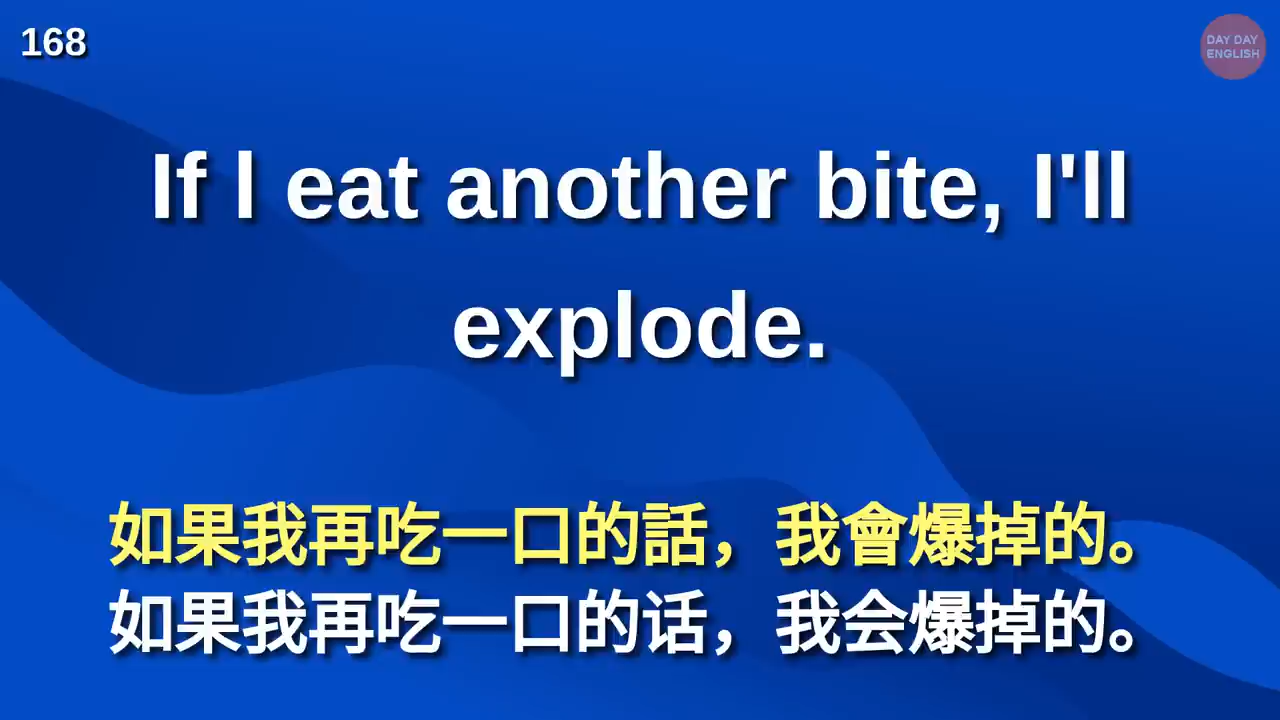 168
DAY DAY
ENGLISH
If I eat another bite, I'll
explode.
如果我再吃一口的話，我會爆掉的。
如果我再吃一口的话，我会爆掉的。